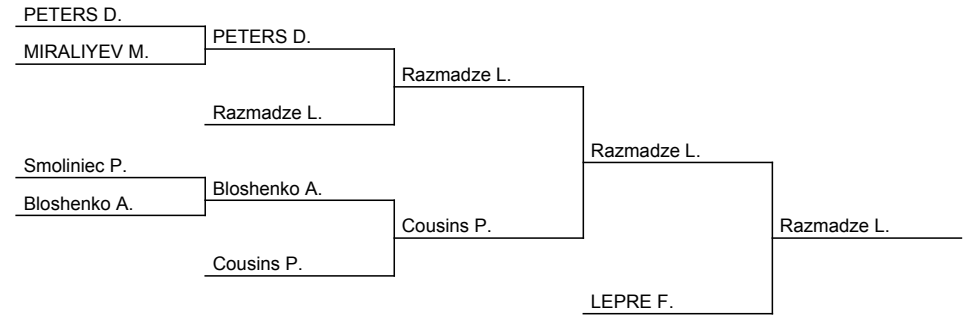 PETERS D.
MIRALIYEV M.
PETERS D.
Razmadze L.
Razmadze L.
Smoliniec P.
Bloshenko A.
Bloshenko A.
Cousins P.
Cousins P.
Razmadze L.
LEPRE F.
Razmadze L.